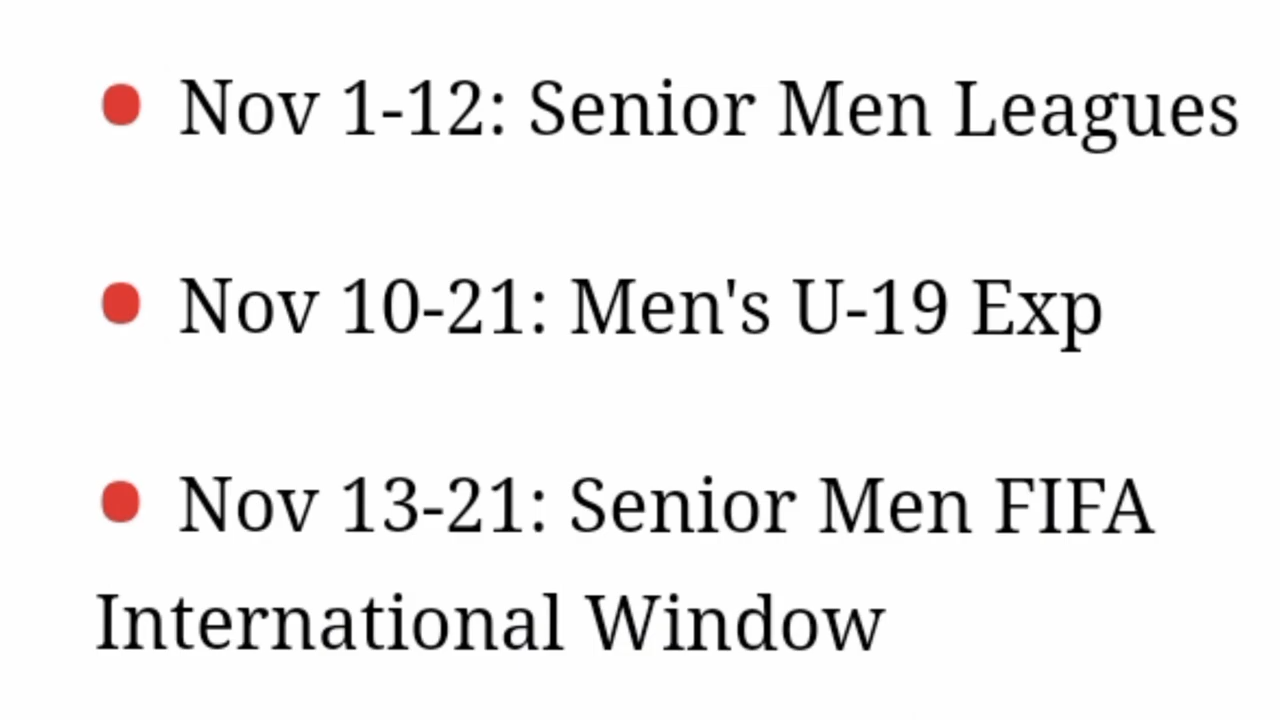 Nov 1-12: Senior Men Leagues
Nov 10-21: Men's U-19 Exp
Nov 13-21: Senior Men FIFA
International Window